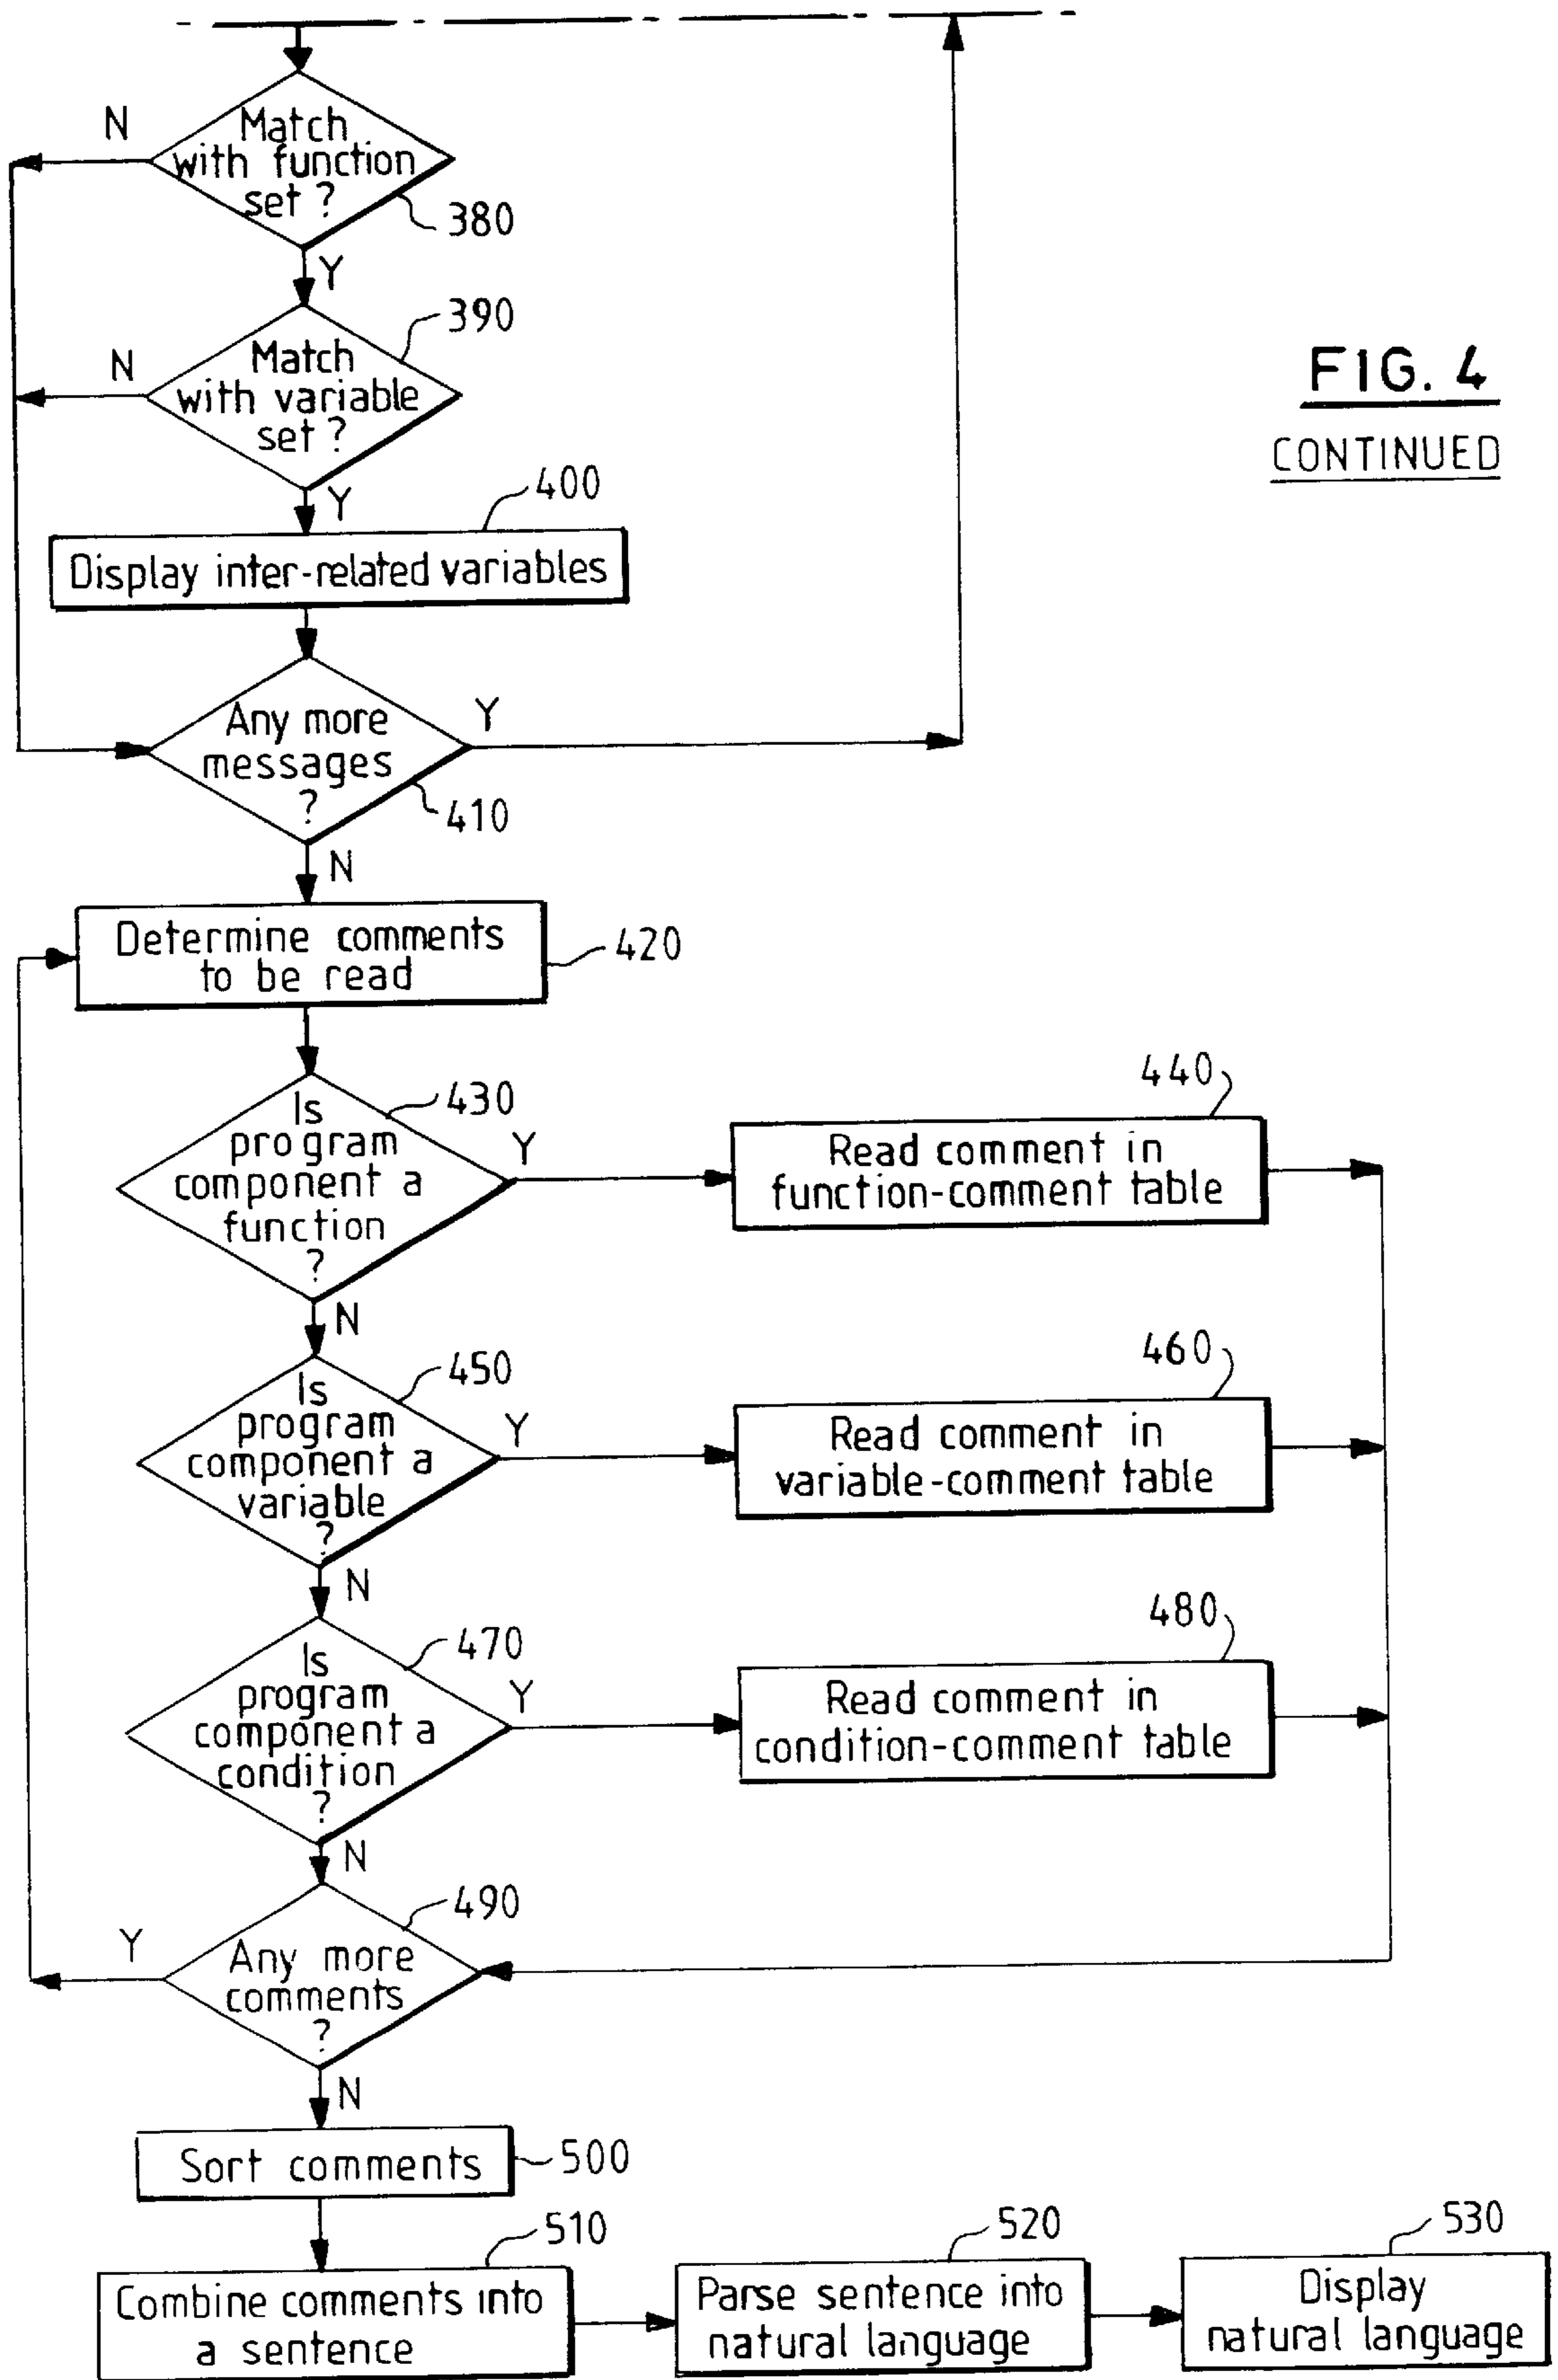 N
Match
with function
set ?
380
Y
390
N
Match
with variable
set ?
Y
400
Display inter-related variables
Any more
messages
?
Y
410
N
Determine comments
to be read
420
430
Is
program
component a
function
?
Y
440
Read comment in
function-comment table
N
450
Is
program
component a
variable
?
Y
460
Read comment in
variable-comment table
N
470
Is
program
component a
condition
?
Y
480
Read comment in
condition-comment table
N
490
Y
Any more
comments
?
N
Sort comments
500
510
Combine comments into
a sentence
520
Parse sentence into
natural language
530
Display
natural language
FIG. 4
CONTINUED